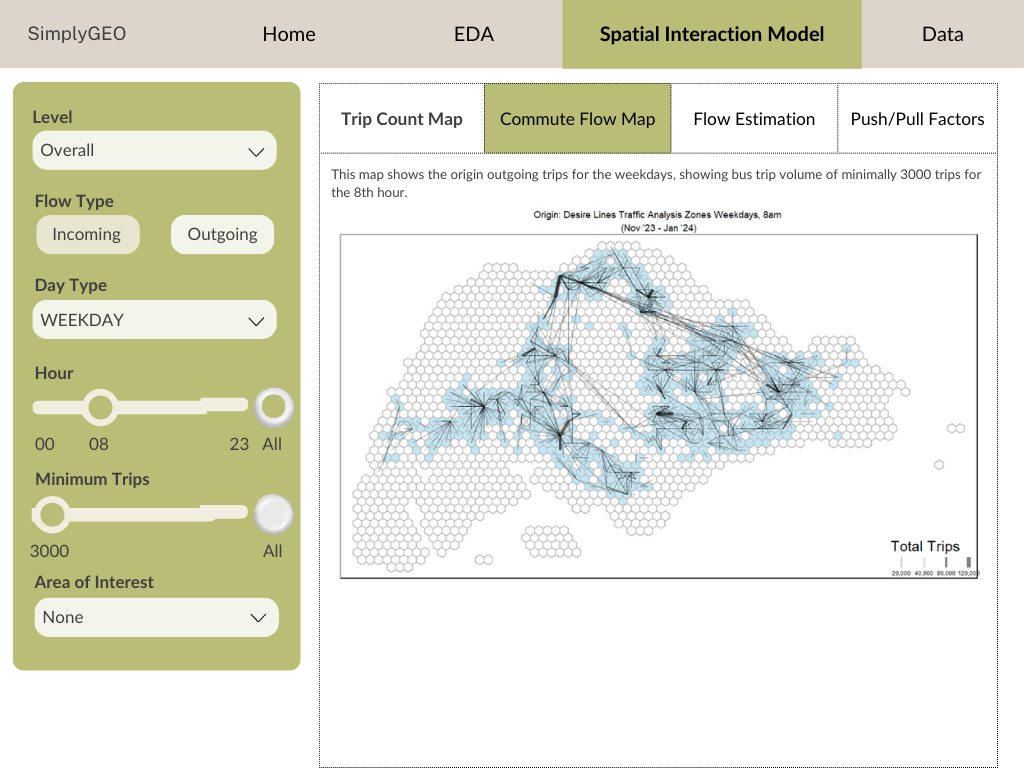 SimplyGEO Home EDA Spatial Interaction Model Data
Level
Overall
Flow Type
Incoming Outgoing
Day Type
WEEKDAY
Hour
00 08 23 All
Minimum Trips
3000 All
Area of Interest
None
Trip Count Map Commute Flow Map Flow Estimation Push/Pull Factors
This map shows the origin outgoing trips for the weekdays, showing bus trip volume of minimally 3000 trips for
the 8th hour.
Origin: Desire Lines Traffic Analysis Zones Weekdays, 8am
(Nov '23 - Jan '24)
Total Trips
20,000 40,000 80,000 120,000